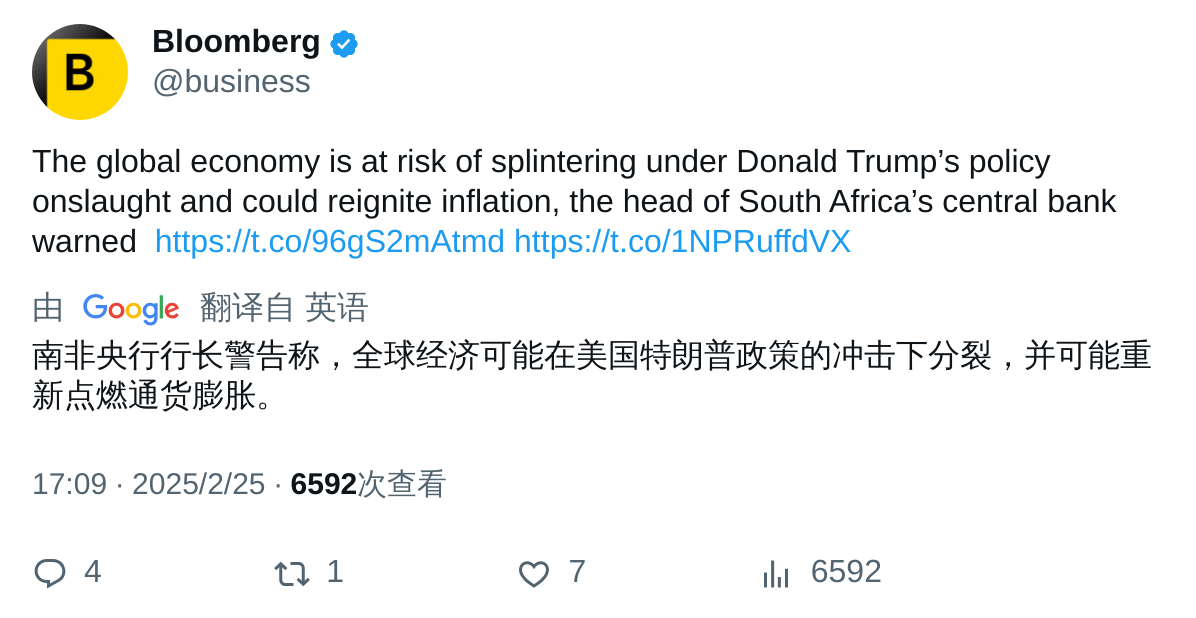 B
Bloomberg
@business
The global economy is at risk of splintering under Donald Trump’s policy
onslaught and could reignite inflation, the head of South Africa’s central bank
warned  https://t.co/96gS2mAtmd https://t.co/1NPRuffdVX
由 Google 翻译自 英语
南非央行行长警告称，全球经济可能在美国特朗普政策的冲击下分裂，并可能重
新点燃通货膨胀。
17:09 · 2025/2/25 · 6592次查看
4 1 7 6592